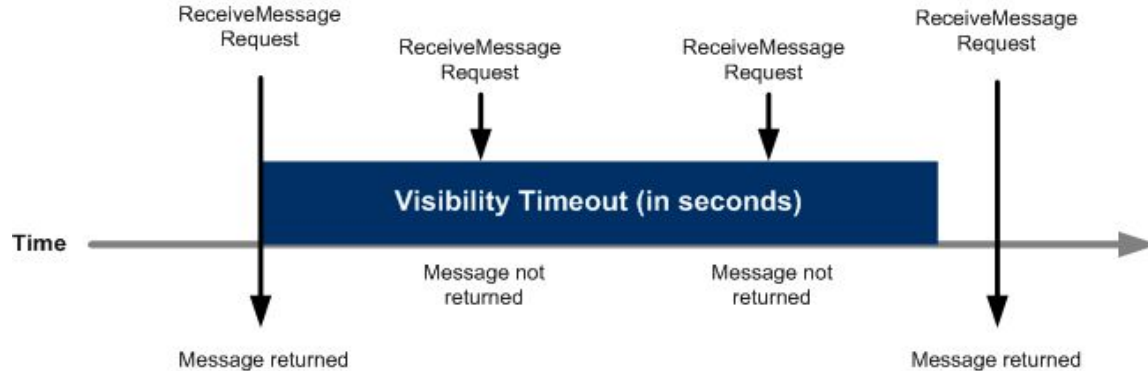 ReceiveMessage
Request
ReceiveMessage
Request
ReceiveMessage
Request
ReceiveMessage
Request
Visibility Timeout (in seconds)
Time
Message not
returned
Message not
returned
Message returned
Message returned